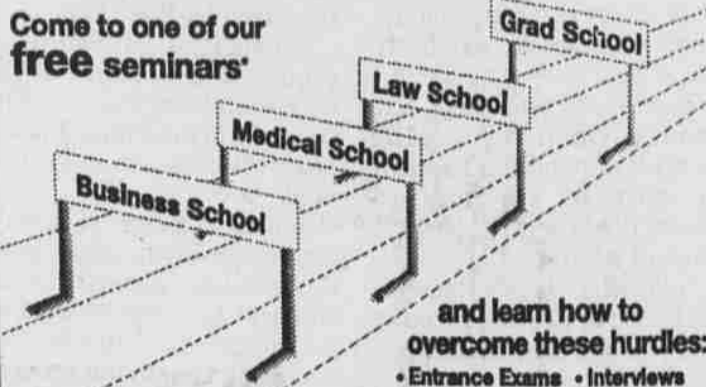 Come to one of our
free seminars*
Grad School
Law School
Medical School
Business School
and learn how to
overcome these hurdles:
• Entrance Exams • Interviews